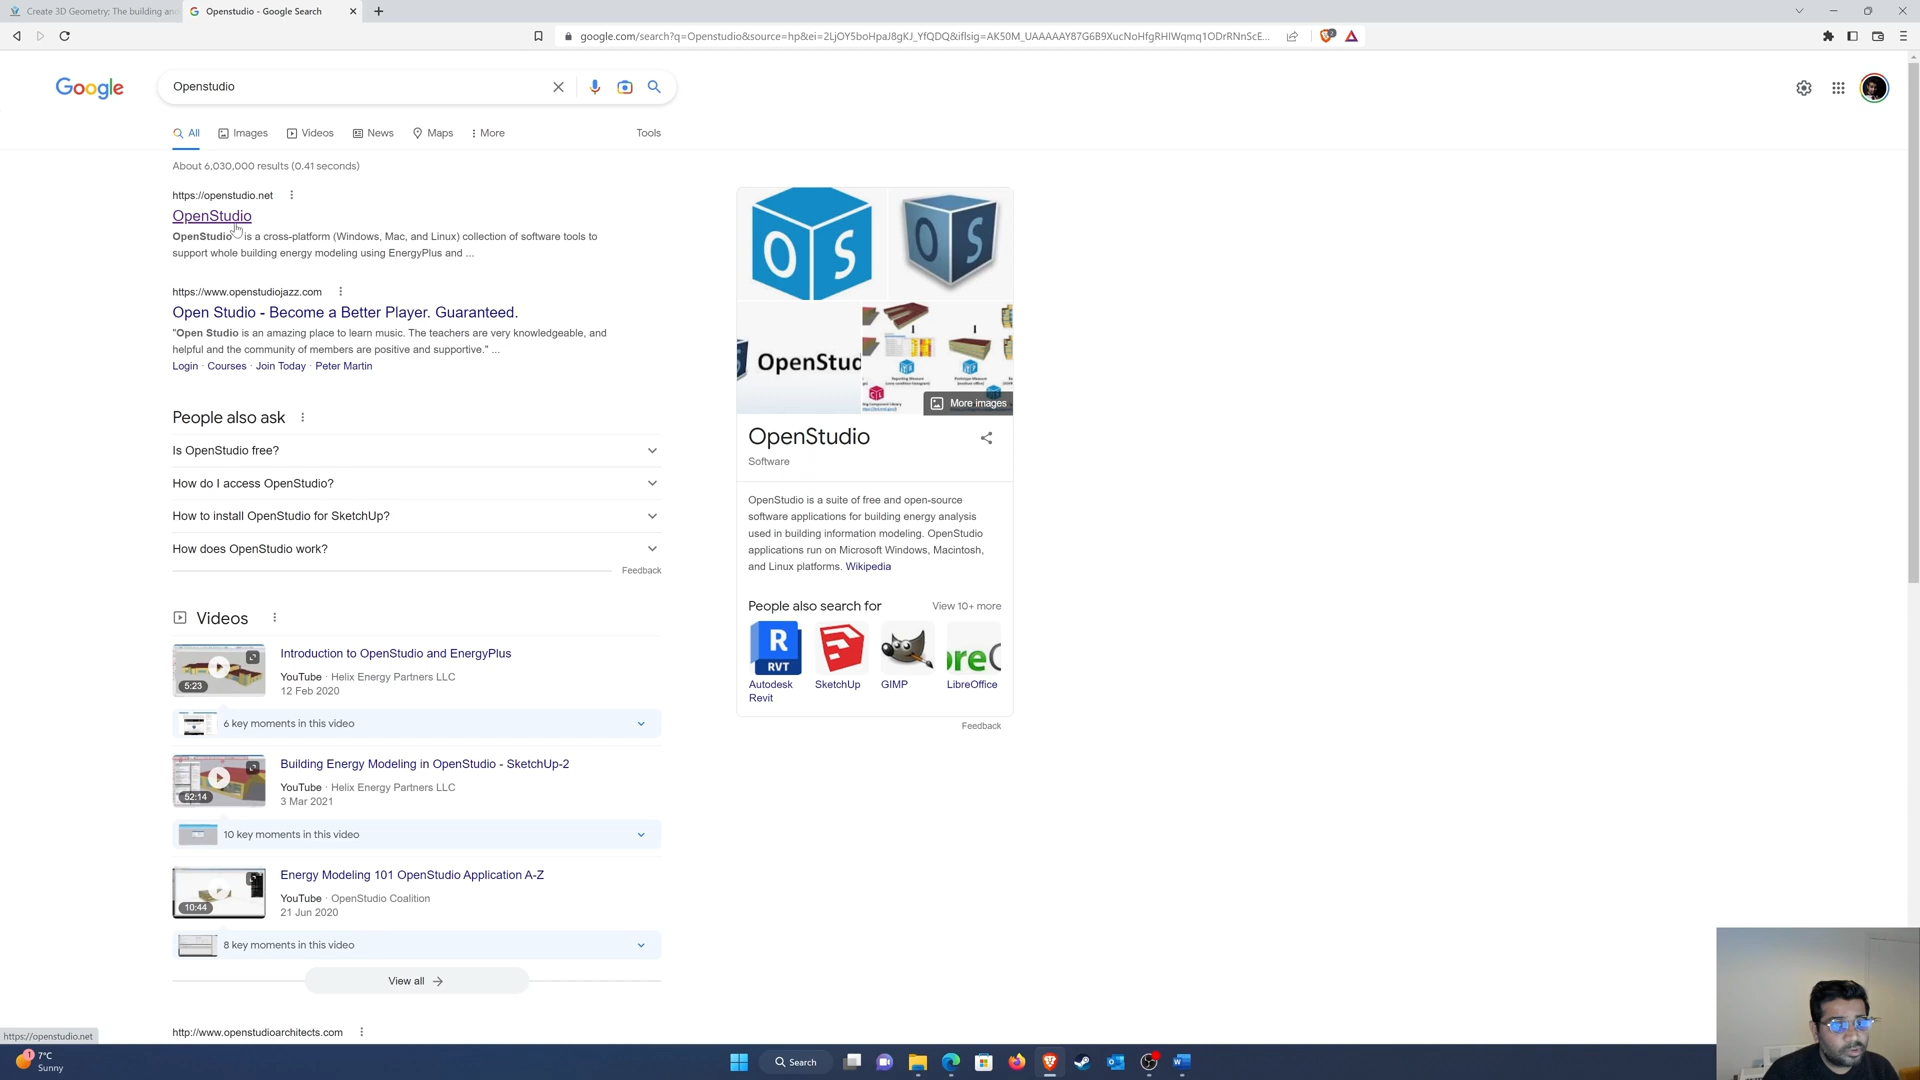 Create 3D Geometry; The building an
Openstudio - Google Search
google.com/search?q=Openstudio&source=hp&ei=2LjOY5boHpaJ8gKJ_YfQDQ&iflsig=AK50M_UAAAAAY87G6B9XucNoHfgRHIWqmq1ODrRNnScE...
2
Google
Openstudio
All
Images
Videos
News
Maps
More
Tools
About 6,030,000 results (0.41 seconds)
https://openstudio.net
OpenStudio
OpenStudio is a cross-platform (Windows, Mac, and Linux) collection of software tools to
support whole building energy modeling using EnergyPlus and ...
https://www.openstudiojazz.com
Open Studio - Become a Better Player. Guaranteed.
"Open Studio is an amazing place to learn music. The teachers are very knowledgeable, and
helpful and the community of members are positive and supportive." ...
Login · Courses · Join Today · Peter Martin
People also ask
Is OpenStudio free?
How do I access OpenStudio?
How to install OpenStudio for SketchUp?
How does OpenStudio work?
Feedback
Videos
5:23
Introduction to OpenStudio and EnergyPlus
YouTube · Helix Energy Partners LLC
12 Feb 2020
6 key moments in this video
52:14
Building Energy Modeling in OpenStudio - SketchUp-2
YouTube · Helix Energy Partners LLC
3 Mar 2021
10 key moments in this video
10:44
Energy Modeling 101 OpenStudio Application A-Z
YouTube · OpenStudio Coalition
21 Jun 2020
8 key moments in this video
View all
http://www.openstudioarchitects.com
OS
OS
OpenStud
More images
OpenStudio
Software
OpenStudio is a suite of free and open-source
software applications for building energy analysis
used in building information modeling. OpenStudio
applications run on Microsoft Windows, Macintosh,
and Linux platforms. Wikipedia
People also search for
View 10+ more
R
RVT
Autodesk
Revit
SketchUp
GIMP
reO
LibreOffice
Feedback
https://openstudio.net
1
7°C
Sunny
Search